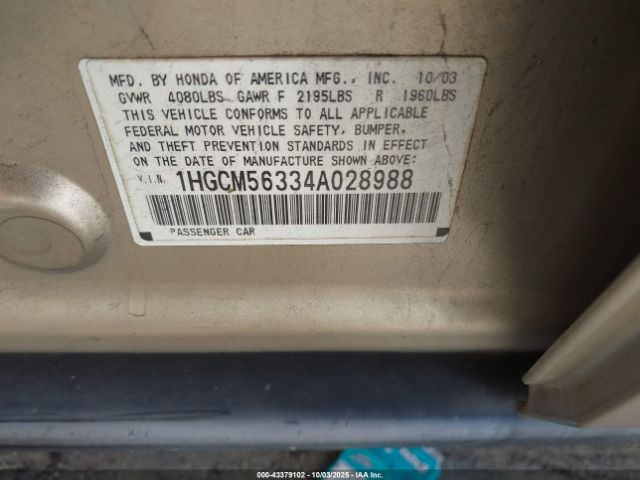 MFD. BY HONDA OF AMERICA MFG., INC. 10/03
GVWR 4080LBS GAWR F 2195LBS R 1960LBS
THIS VEHICLE CONFORMS TO ALL APPLICABLE
FEDERAL MOTOR VEHICLE SAFETY, BUMPER,
AND THEFT PREVENTION STANDARDS IN EFFECT
ON THE DATE OF MANUFACTURE SHOWN ABOVE:
V.I.N. 1HGCM56334A028988
PASSENGER CAR
000-43379102 - 10/03/2025 - IAAI.COM